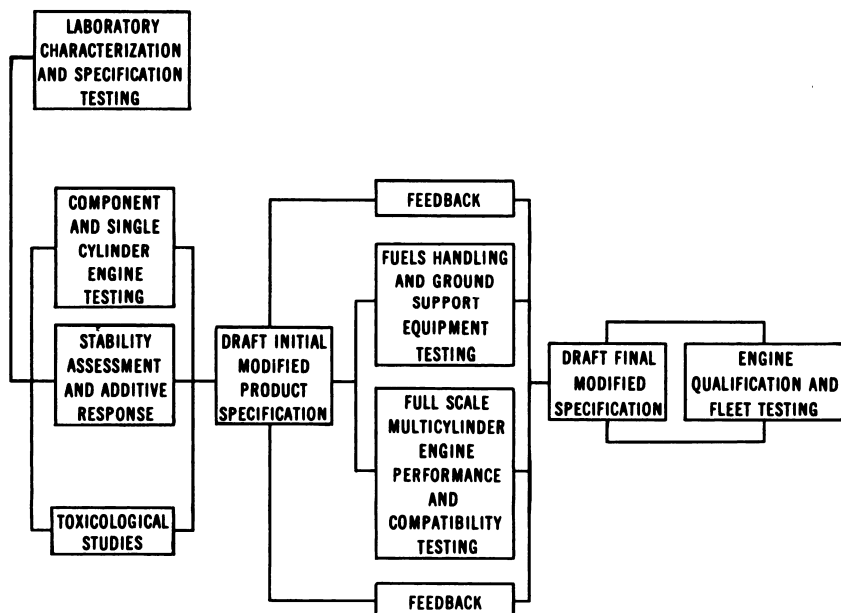 LABORATORY
CHARACTERIZATION
AND SPECIFICATION
TESTING
COMPONENT
AND SINGLE
CYLINDER
ENGINE
TESTING
STABILITY
ASSESSMENT
AND ADDITIVE
RESPONSE
TOXICOLOGICAL
STUDIES
DRAFT INITIAL
MODIFIED
PRODUCT
SPECIFICATION
FEEDBACK
FUELS HANDLING
AND GROUND
SUPPORT
EQUIPMENT
TESTING
FULL SCALE
MULTICYLINDER
ENGINE
PERFORMANCE
AND
COMPATIBILITY
TESTING
FEEDBACK
DRAFT FINAL
MODIFIED
SPECIFICATION
ENGINE
QUALIFICATION AND
FLEET TESTING